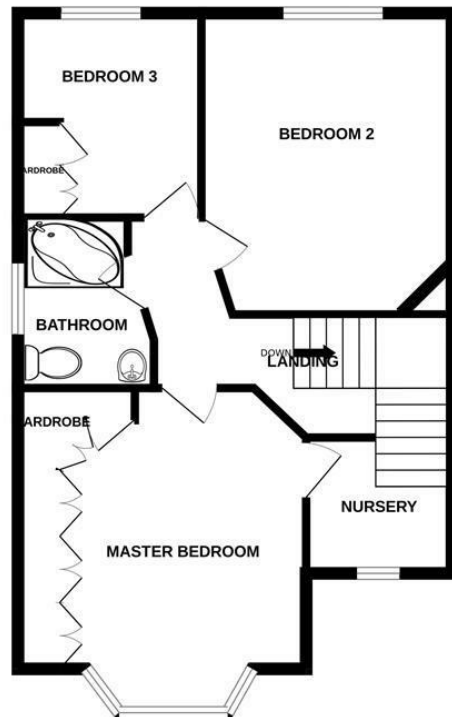 BEDROOM 3
BEDROOM 2
ARDROBE
BATHROOM
DOWN
LANDING
ARDROBE
NURSERY
MASTER BEDROOM